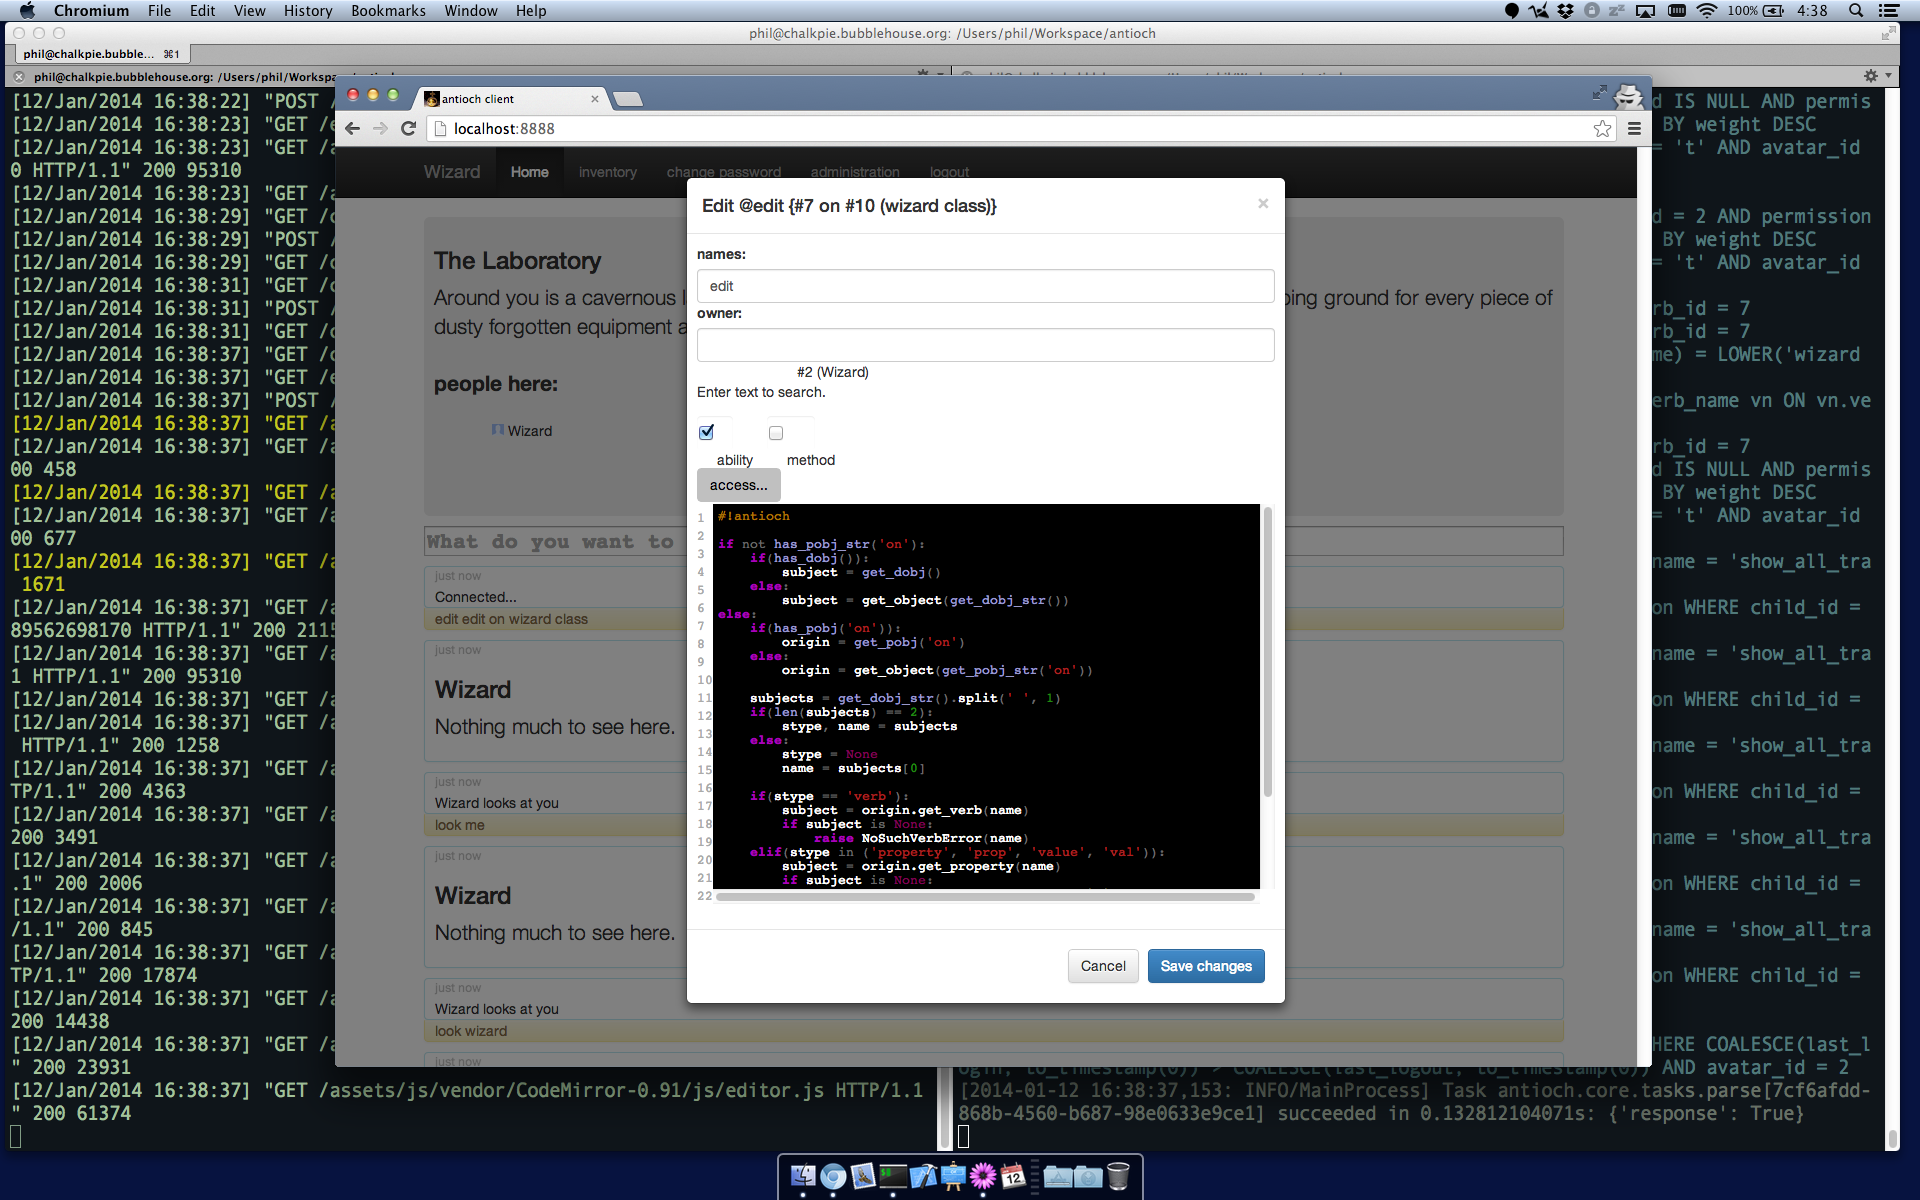 Chromium File Edit View History Bookmarks Window Help
100% 4:38
phil@chalkpie.bubblehouse.org: /Users/phil/Workspace/antioch
phil@chalkpie.bubble... ⌘1
phil@chalkpie.bubblehouse.org: /Users/phil/Workspa
[12/Jan/2014 16:38:22] "POST /
[12/Jan/2014 16:38:23] "GET /
[12/Jan/2014 16:38:23] "GET /
0 HTTP/1.1" 200 95310
[12/Jan/2014 16:38:23] "GET /
[12/Jan/2014 16:38:29] "GET /
[12/Jan/2014 16:38:29] "POST /
[12/Jan/2014 16:38:29] "GET /
[12/Jan/2014 16:38:31] "GET /
[12/Jan/2014 16:38:31] "POST /
[12/Jan/2014 16:38:31] "GET /
[12/Jan/2014 16:38:37] "GET /
[12/Jan/2014 16:38:37] "GET /
[12/Jan/2014 16:38:37] "POST /
[12/Jan/2014 16:38:37] "GET /
[12/Jan/2014 16:38:37] "GET /
00 458
[12/Jan/2014 16:38:37] "GET /
[12/Jan/2014 16:38:37] "GET /
00 677
[12/Jan/2014 16:38:37] "GET /
1671
[12/Jan/2014 16:38:37] "GET /
89562698170 HTTP/1.1" 200 2115
[12/Jan/2014 16:38:37] "GET /
1 HTTP/1.1" 200 95310
[12/Jan/2014 16:38:37] "GET /
[12/Jan/2014 16:38:37] "GET /
HTTP/1.1" 200 1258
[12/Jan/2014 16:38:37] "GET /
TP/1.1" 200 4363
[12/Jan/2014 16:38:37] "GET /
200 3491
[12/Jan/2014 16:38:37] "GET /
.1" 200 2006
[12/Jan/2014 16:38:37] "GET /
/1.1" 200 845
[12/Jan/2014 16:38:37] "GET /
TP/1.1" 200 17874
[12/Jan/2014 16:38:37] "GET /
200 14438
[12/Jan/2014 16:38:37] "GET /
" 200 23931
[12/Jan/2014 16:38:37] "GET /assets/js/vendor/CodeMirror-0.91/js/editor.js HTTP/1.1
" 200 61374
antioch client
localhost:8888
Wizard Home inventory change password administration logout
The Laboratory
Around you is a cavernous l
ping ground for every piece of
dusty forgotten equipment a
people here:
Wizard
What do you want to
just now
Connected...
edit edit on wizard class
just now
Wizard
Nothing much to see here.
just now
Wizard looks at you
look me
just now
Wizard
Nothing much to see here.
just now
Wizard looks at you
look wizard
just now
Edit @edit {#7 on #10 (wizard class)}
×
names:
edit
owner:
#2 (Wizard)
Enter text to search.
ability method
access...
1 #!antioch
2
3 if not has_pobj_str('on'):
4 if(has_dobj()):
5 subject = get_dobj()
6 else:
7 subject = get_object(get_dobj_str())
8 else:
9 if(has_pobj('on')):
10 origin = get_pobj('on')
11 else:
12 origin = get_object(get_pobj_str('on'))
13
14 subjects = get_dobj_str().split(' ', 1)
15 if(len(subjects) == 2):
16 stype, name = subjects
17 else:
18 stype = None
19 name = subjects[0]
20
21 if(stype == 'verb'):
22 subject = origin.get_verb(name)
if subject is None:
raise NoSuchVerbError(name)
elif(stype in ('property', 'prop', 'value', 'val')):
subject = origin.get_property(name)
if subject is None:
Cancel Save changes
d IS NULL AND permis
BY weight DESC
= 't' AND avatar_id
d = 2 AND permission
BY weight DESC
= 't' AND avatar_id
rb_id = 7
rb_id = 7
me) = LOWER('wizard
erb_name vn ON vn.ve
rb_id = 7
d IS NULL AND permis
BY weight DESC
= 't' AND avatar_id
name = 'show_all_tra
on WHERE child_id =
name = 'show_all_tra
on WHERE child_id =
name = 'show_all_tra
on WHERE child_id =
name = 'show_all_tra
on WHERE child_id =
name = 'show_all_tra
on WHERE child_id =
HERE COALESCE(last_l
ogin, to_timestamp(0)) > COALESCE(last_logout, to_timestamp(0)) AND avatar_id = 2
[2014-01-12 16:38:37,153: INFO/MainProcess] Task antioch.core.tasks.parse[7cf6afdd-
868b-4560-b687-98e0633e9ce1] succeeded in 0.132812104071s: {'response': True}
12